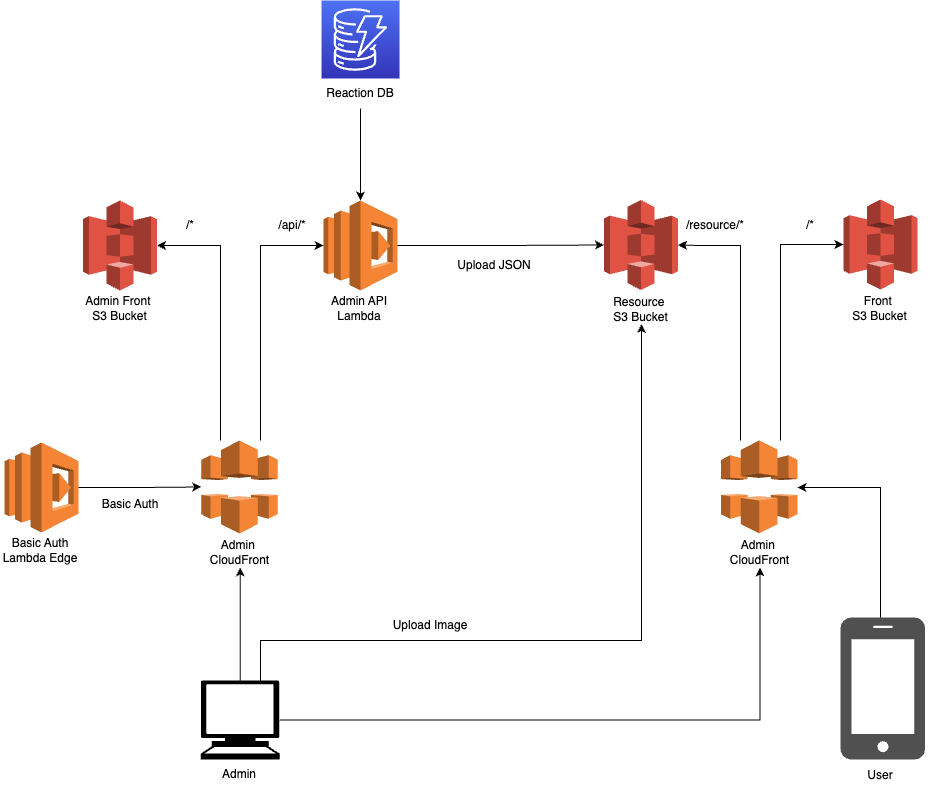 Reaction DB
/*
/api/*
/resource/*
/*
Upload JSON
Admin Front
S3 Bucket
Admin API
Lambda
Resource
S3 Bucket
Front
S3 Bucket
Basic Auth
Basic Auth
Lambda Edge
Admin
CloudFront
Admin
CloudFront
Upload Image
Admin
User